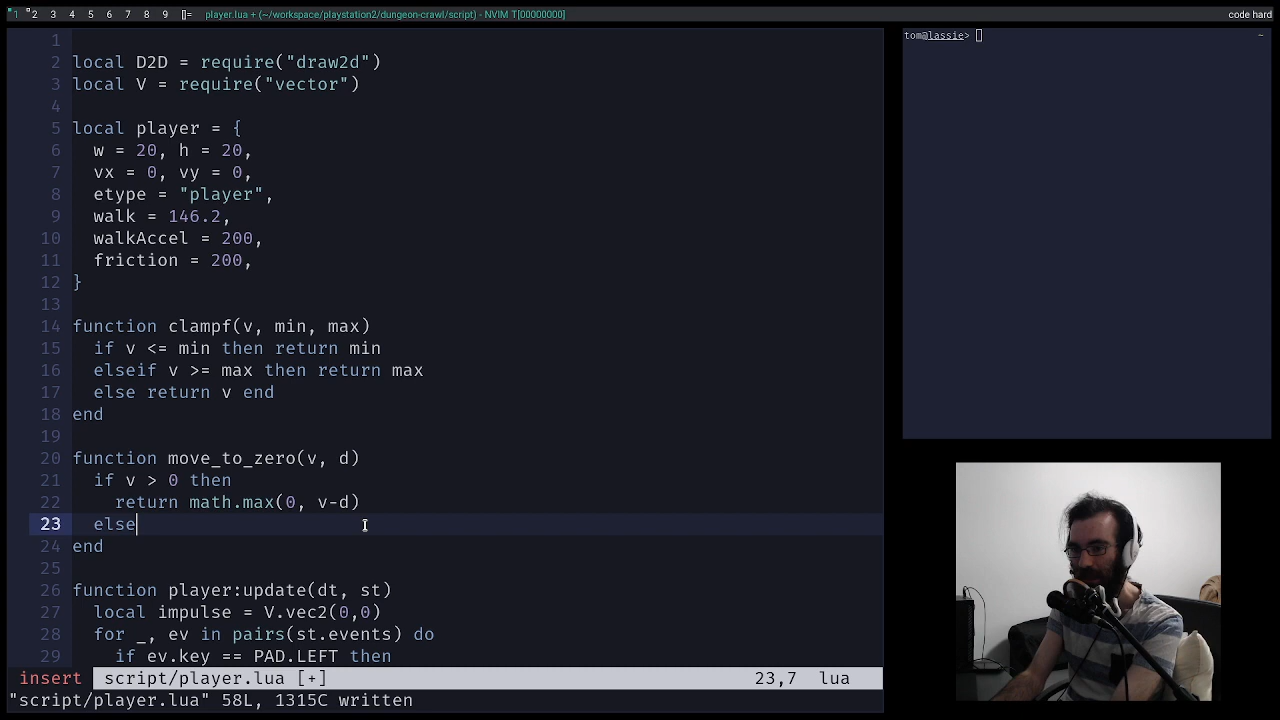 1 2 3 4 5 6 7 8 9 []= player.lua + (~/workspace/playstation2/dungeon-crawl/script) - NVIM T[00000000] code hard
1
2 local D2D = require("draw2d")
3 local V = require("vector")
4
5 local player = {
6 w = 20, h = 20,
7 vx = 0, vy = 0,
8 etype = "player",
9 walk = 146.2,
10 walkAccel = 200,
11 friction = 200,
12 }
13
14 function clampf(v, min, max)
15 if v <= min then return min
16 elseif v >= max then return max
17 else return v end
18 end
19
20 function move_to_zero(v, d)
21 if v > 0 then
22 return math.max(0, v-d)
23 else
24 end
25
26 function player:update(dt, st)
27 local impulse = V.vec2(0,0)
28 for _, ev in pairs(st.events) do
29 if ev.key == PAD.LEFT then
insert script/player.lua [+] 23,7 lua
"script/player.lua" 58L, 1315C written
tom@lassie> ~